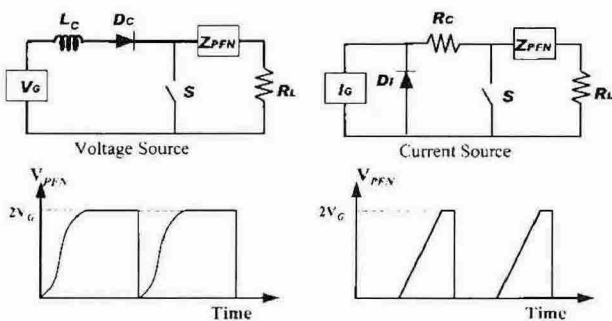 L_C D_C Z_PFN
V_G S R_L
Voltage Source
R_C Z_PFN
I_G D_I S R_L
Current Source
V_PFN
2V_G
Time
V_PFN
2V_G
Time